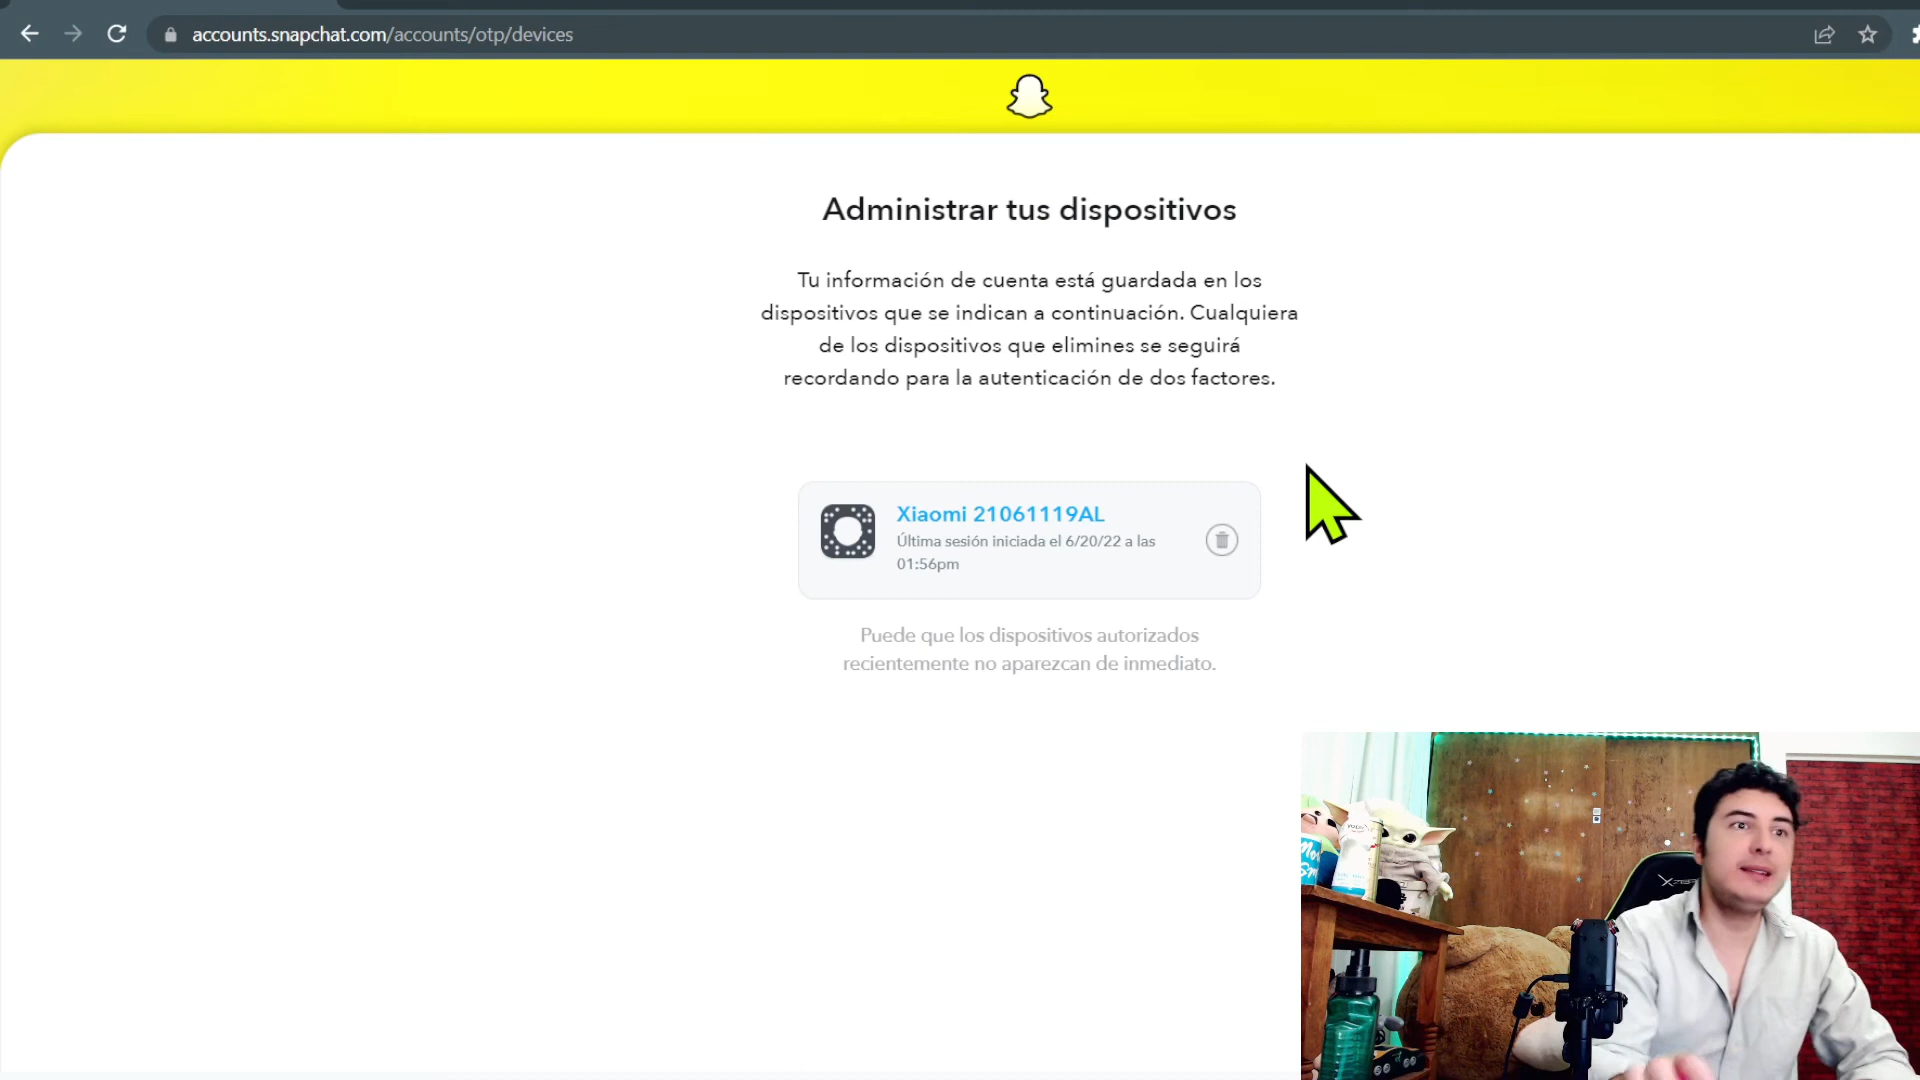 accounts.snapchat.com/accounts/otp/devices
Administrar tus dispositivos
Tu información de cuenta está guardada en los
dispositivos que se indican a continuación. Cualquiera
de los dispositivos que elimines se seguirá
recordando para la autenticación de dos factores.
Xiaomi 21061119AL
Última sesión iniciada el 6/20/22 a las
01:56pm
Puede que los dispositivos autorizados
recientemente no aparezcan de inmediato.